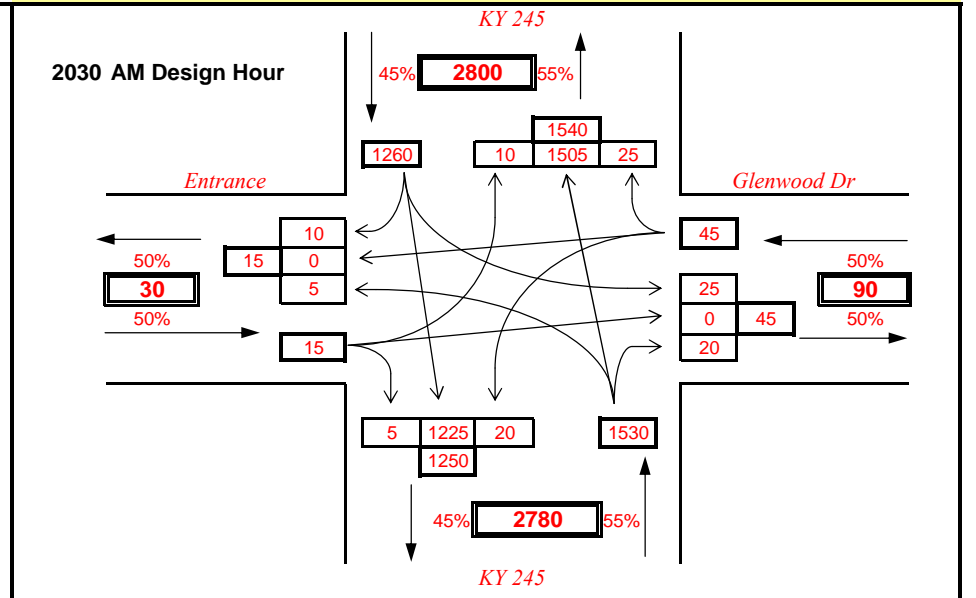 KY 245
2030 AM Design Hour
45% 2800 55%
1540
1260 10 1505 25
Entrance Glenwood Dr
10 45
50% 15 0 50%
30 5 25 90
50% 0 45 50%
15 20
5 1225 20 1530
1250
45% 2780 55%
KY 245